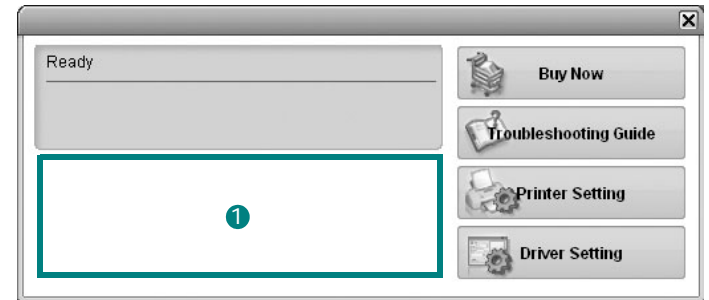 Ready
Buy Now
Troubleshooting Guide
1
Printer Setting
Driver Setting